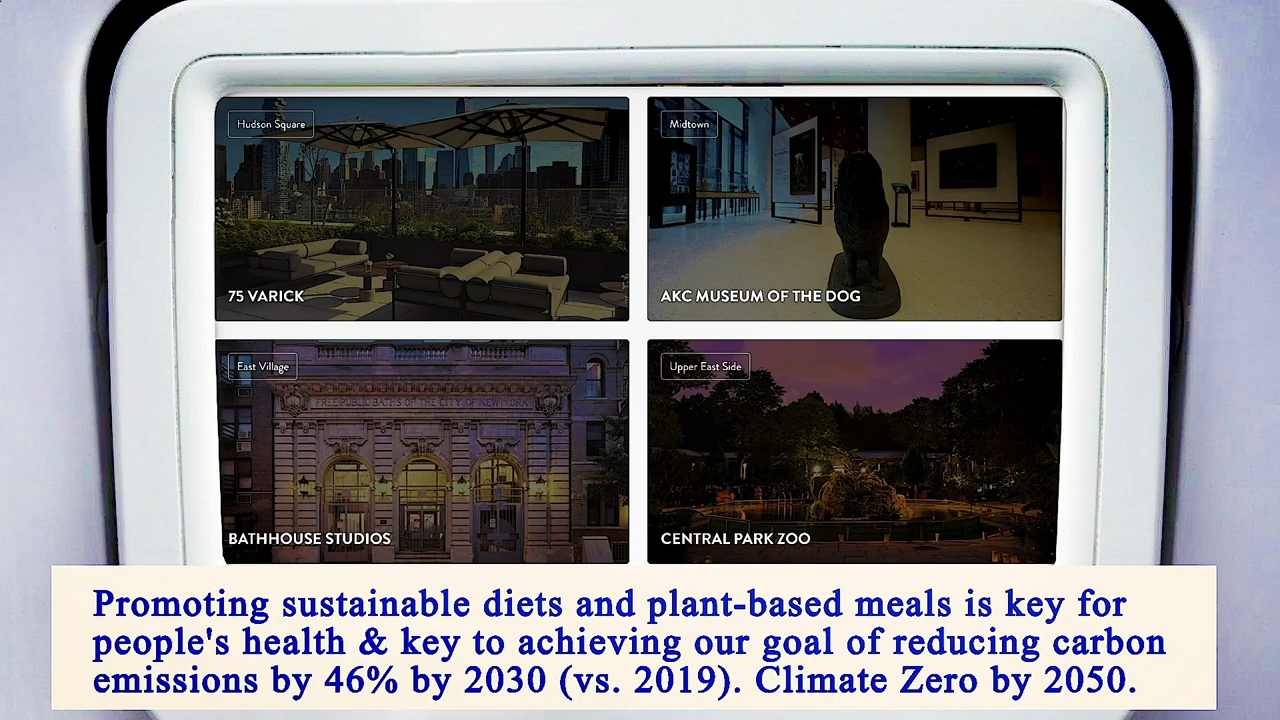 Hudson Square
75 VARICK
Midtown
AKC MUSEUM OF THE DOG
East Village
FREE PUBLIC BATHS OF THE CITY OF NEW YORK
BATHHOUSE STUDIOS
Upper East Side
CENTRAL PARK ZOO
Promoting sustainable diets and plant-based meals is key for
people's health & key to achieving our goal of reducing carbon
emissions by 46% by 2030 (vs. 2019). Climate Zero by 2050.